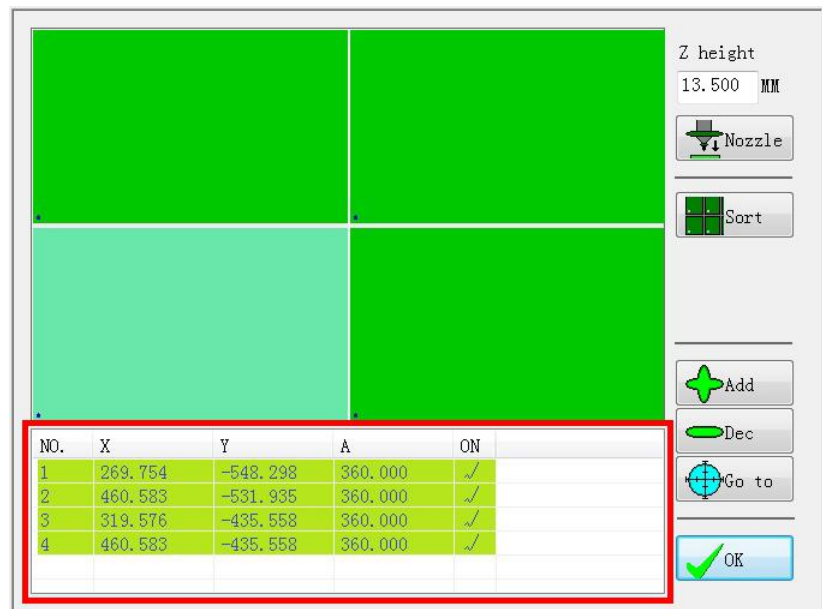 Z height
13.500 MM
Nozzle
Sort
Add
Dec
Go to
OK
NO. X Y A ON
1 269.754 -548.298 360.000 √
2 460.583 -531.935 360.000 √
3 319.576 -435.558 360.000 √
4 460.583 -435.558 360.000 √